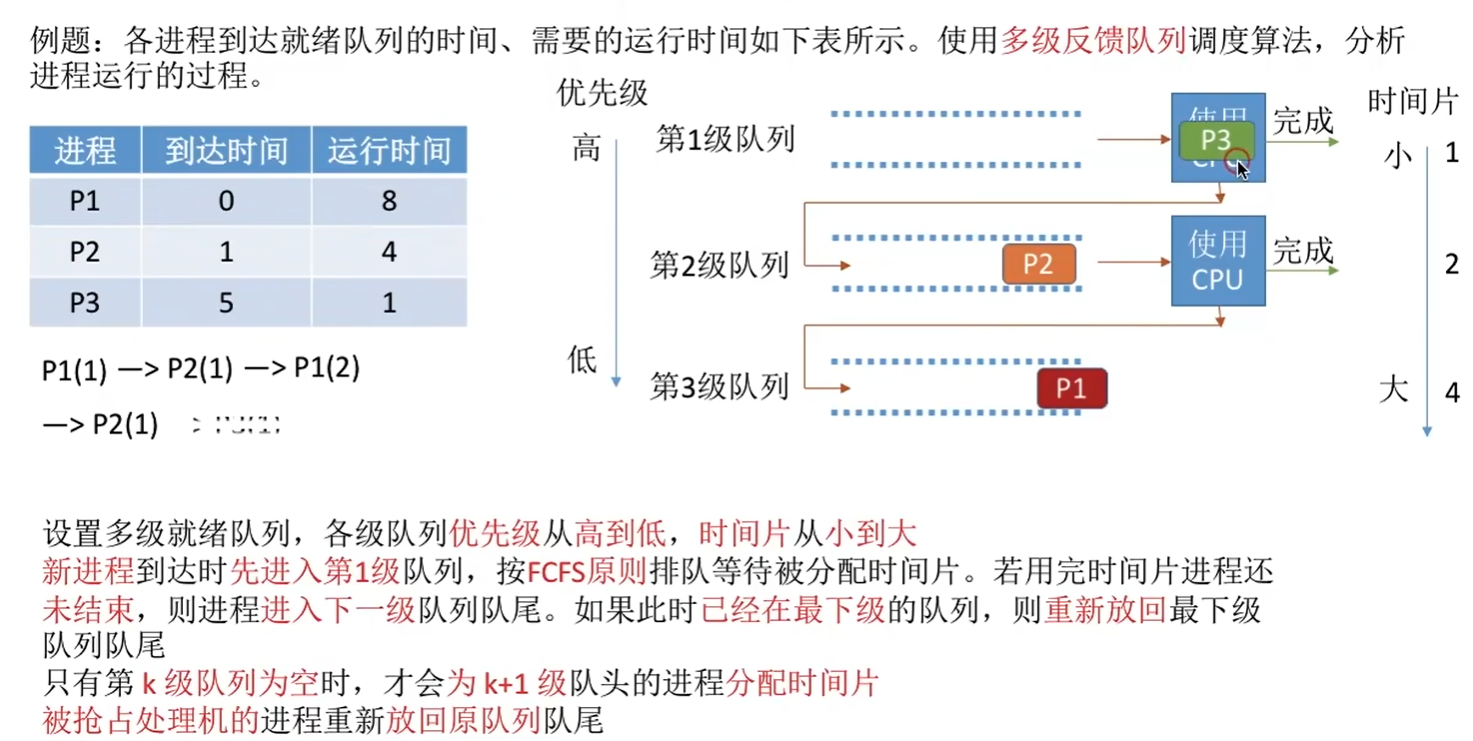 例题：各进程到达就绪队列的时间、需要的运行时间如下表所示。使用多级反馈队列调度算法，分析
进程运行的过程。
进程 到达时间 运行时间
P1 0 8
P2 1 4
P3 5 1
P1(1) —> P2(1) —> P1(2)
—> P2(1)
优先级
高
低
第1级队列
P3
完成
第2级队列
P2
使用
CPU
完成
第3级队列
P1
时间片
小 1
2
大 4
设置多级就绪队列，各级队列优先级从高到低，时间片从小到大
新进程到达时先进入第1级队列，按FCFS原则排队等待被分配时间片。若用完时间片进程还
未结束，则进程进入下一级队列队尾。如果此时已经在最下级的队列，则重新放回最下级
队列队尾
只有第 k 级队列为空时，才会为 k+1 级队头的进程分配时间片
被抢占处理机的进程重新放回原队列队尾